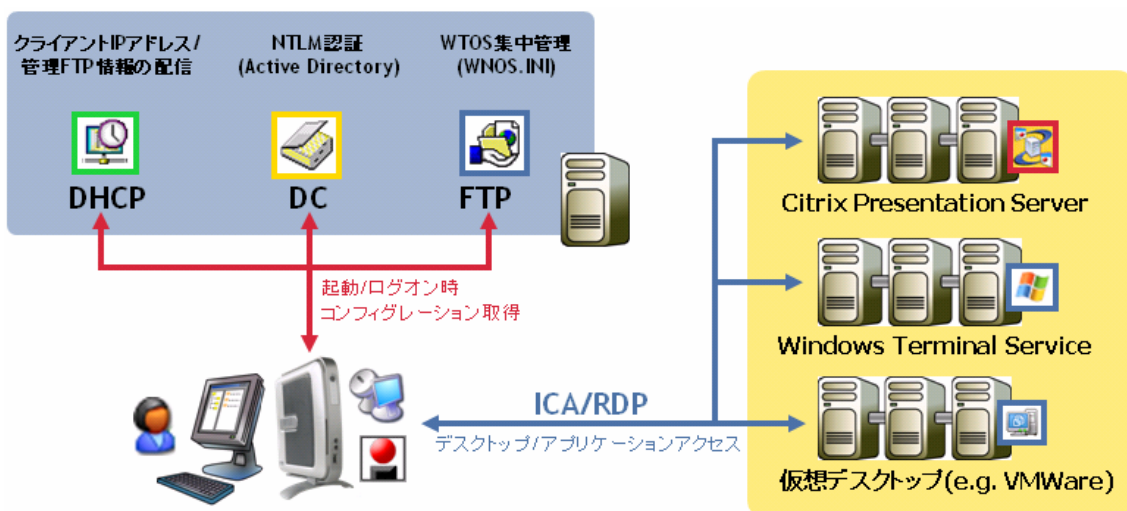 クライアントIPアドレス/
管理FTP情報の配信
NTLM認証
(Active Directory)
WTOS集中管理
(WNOS.INI)
DHCP
DC
FTP
起動/ログオン時
コンフィグレーション取得
ICA/RDP
デスクトップ/アプリケーションアクセス
Citrix Presentation Server
Windows Terminal Service
仮想デスクトップ(e.g. VMWare)